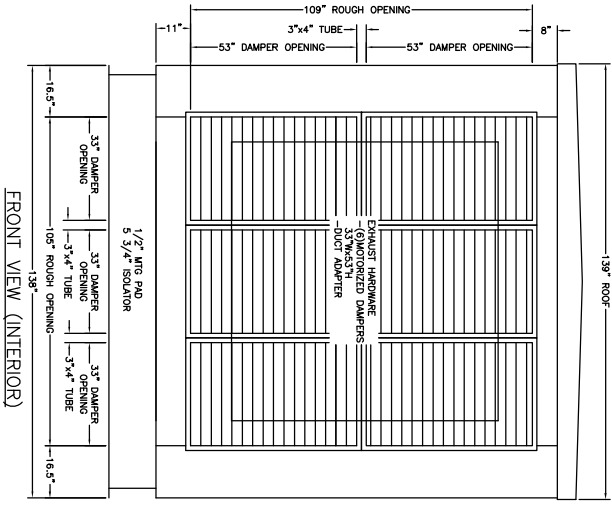 109" ROUGH OPENING
11"
3"x4" TUBE
8"
53" DAMPER OPENING
53" DAMPER OPENING
139" ROOF
EXHAUST HARDWARE
-(6)MOTORIZED DAMPERS
33"Wx53"H
-DUCT ADAPTER
1/2" MTG PAD
5 3/4" ISOLATOR
33" DAMPER
OPENING
33" DAMPER
OPENING
33" DAMPER
OPENING
3"x4" TUBE
3"x4" TUBE
16.5"
105" ROUGH OPENING
16.5"
138"
FRONT VIEW (INTERIOR)